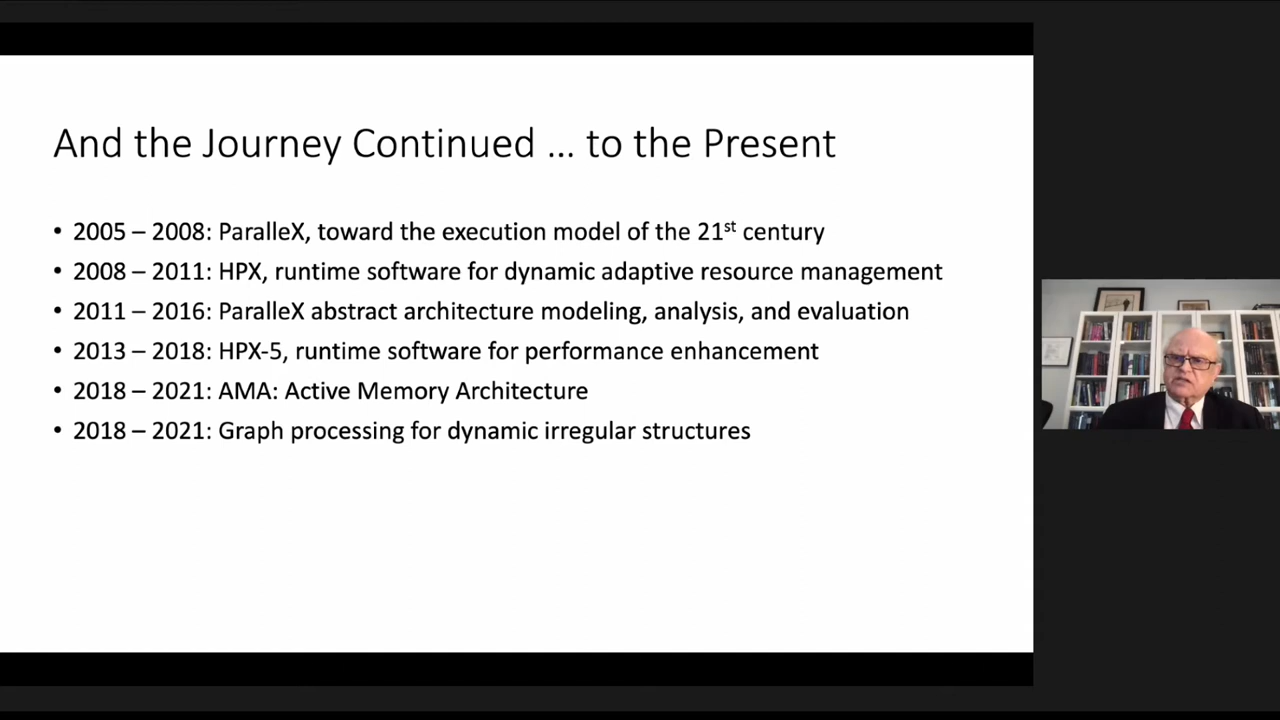 And the Journey Continued … to the Present
• 2005 – 2008: ParalleX, toward the execution model of the 21st century
• 2008 – 2011: HPX, runtime software for dynamic adaptive resource management
• 2011 – 2016: ParalleX abstract architecture modeling, analysis, and evaluation
• 2013 – 2018: HPX-5, runtime software for performance enhancement
• 2018 – 2021: AMA: Active Memory Architecture
• 2018 – 2021: Graph processing for dynamic irregular structures